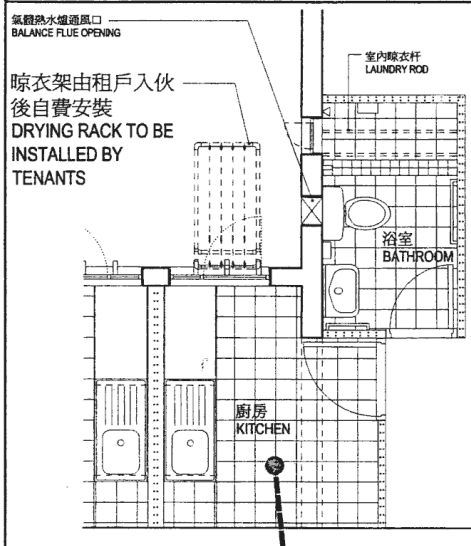 氣體熱水爐通風口
BALANCE FLUE OPENING
室內晾衣杆
LAUNDRY ROD
晾衣架由租戶入伙
後自費安裝
DRYING RACK TO BE
INSTALLED BY
TENANTS
浴室
BATHROOM
廚房
KITCHEN